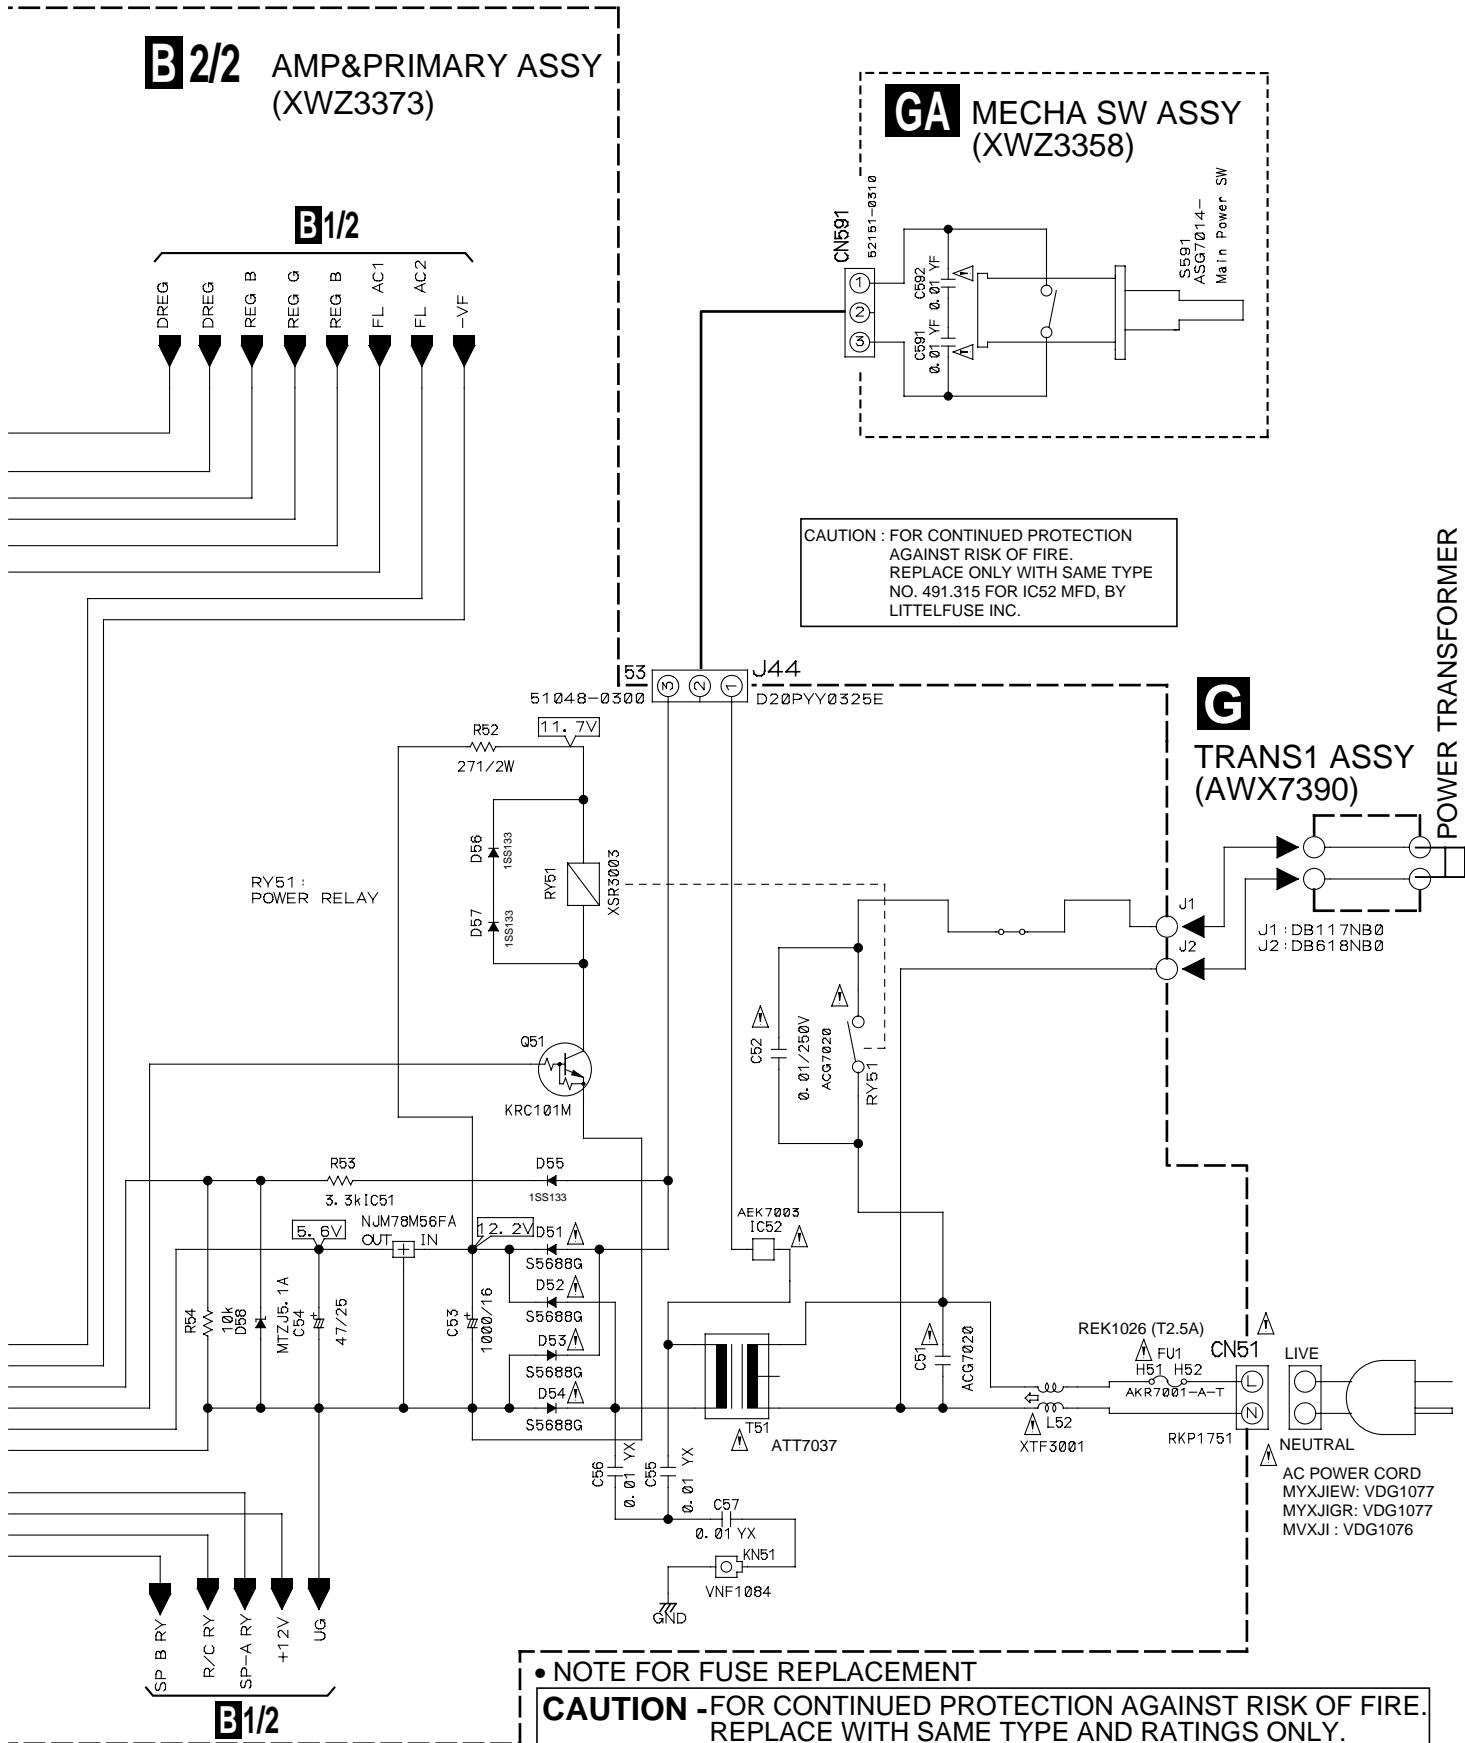 B 2/2 AMP&PRIMARY ASSY
(XWZ3373)
GA MECHA SW ASSY
(XWZ3358)
B 1/2
DREG
DREG
REG B
REG G
REG B
FL AC1
FL AC2
-VF
CN591
52151-0310
1
2
3
C592
0.01 YF
C591
0.01 YF
S591
ASG7014-
Main Power SW
CAUTION : FOR CONTINUED PROTECTION
AGAINST RISK OF FIRE.
REPLACE ONLY WITH SAME TYPE
NO. 491.315 FOR IC52 MFD, BY
LITTELFUSE INC.
53
3
2
1
J44
51048-0300
D20PYY0325E
G
TRANS1 ASSY
(AWX7390)
POWER TRANSFORMER
R52
271/2W
11.7V
D56
1SS133
D57
1SS133
RY51
XSR3003
RY51 :
POWER RELAY
J1
J2
J1 :DB117NB0
J2 :DB618NB0
C52
0.01/250V
ACG7020
RY51
Q51
KRC101M
R53
3.3k
D55
1SS133
IC51
NJM78M56FA
OUT
IN
5.6V
12.2V
D51
S5688G
D52
S5688G
D53
S5688G
D54
S5688G
AEK7003
IC52
R54
10k
D58
MTZJ5.1A
C54
47/25
C53
1000/16
T51
ATT7037
C51
ACG7020
REK1026 (T2.5A)
FU1
H51 H52
AKR7001-A-T
CN51
L
N
LIVE
L52
XTF3001
RKP1751
NEUTRAL
AC POWER CORD
MYXJIEW: VDG1077
MYXJIGR: VDG1077
MVXJI : VDG1076
C56
0.01 YX
C55
0.01 YX
C57
0.01 YX
KN51
VNF1084
GND
SP B RY
R/C RY
SP-A RY
+12V
UG
B 1/2
• NOTE FOR FUSE REPLACEMENT
CAUTION - FOR CONTINUED PROTECTION AGAINST RISK OF FIRE.
REPLACE WITH SAME TYPE AND RATINGS ONLY.